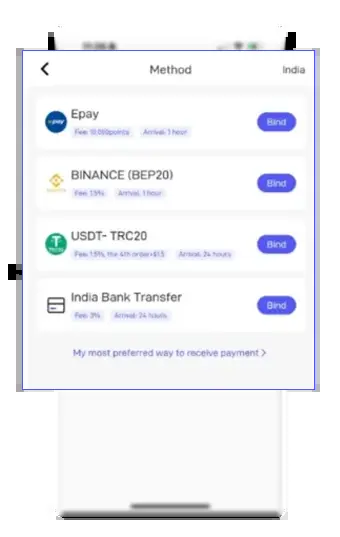 Method
India
Epay
Fee: 10,000points Arrival: 1 hour
Bind
BINANCE (BEP20)
Fee: 1.5% Arrival: 1 hour
Bind
USDT- TRC20
Fee: 1.5%, the 4th order+$1.5 Arrival: 24 hours
Bind
India Bank Transfer
Fee: 3% Arrival: 24 hours
Bind
My most preferred way to receive payment >